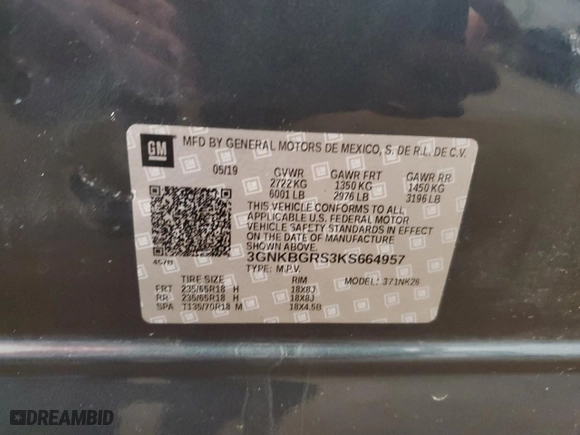 GM
MFD BY GENERAL MOTORS DE MEXICO, S. DE R.L. DE C.V.
05/19 GVWR GAWR FRT GAWR RR
2722 KG 1350 KG 1450 KG
6001 LB 2976 LB 3196 LB
THIS VEHICLE CONFORMS TO ALL
APPLICABLE U.S. FEDERAL MOTOR
VEHICLE SAFETY STANDARDS IN EFFECT
ON THE DATE OF MANUFACTURE
SHOWN ABOVE.
457B 3GNKBGRS3KS664957
TYPE: M.P.V. MODEL: 371NK26
TIRE SIZE RIM
FRT 235/65R18 H 18X8J
RR 235/65R18 H 18X8J
SPA T135/70R18 M 18X4.5B
DREAMBID